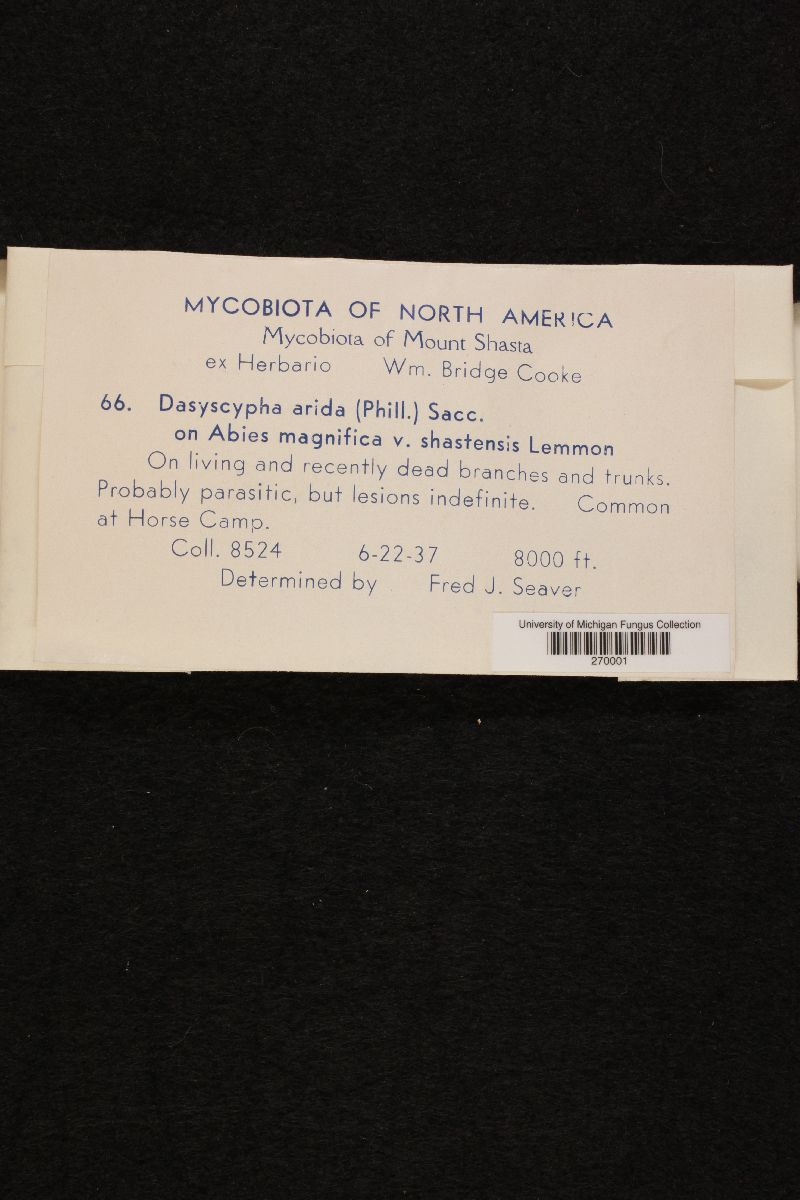 MYCOBIOTA OF NORTH AMERICA
Mycobiota of Mount Shasta
ex Herbario Wm. Bridge Cooke
66. Dasyscypha arida (Phill.) Sacc.
on Abies magnifica v. shastensis Lemmon
On living and recently dead branches and trunks.
Probably parasitic, but lesions indefinite. Common
at Horse Camp.
Coll. 8524 6-22-37 8000 ft.
Determined by Fred J. Seaver
University of Michigan Fungus Collection
270001